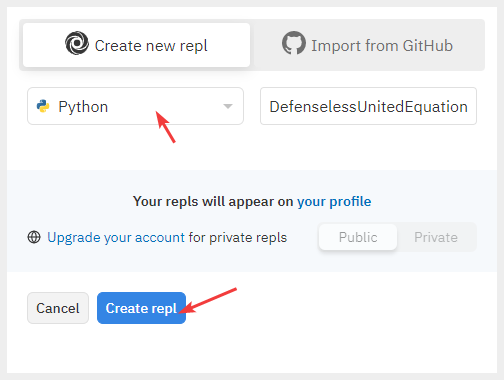 Create new repl
Import from GitHub
Python
DefenselessUnitedEquation
Your repls will appear on your profile
Upgrade your account for private repls
Public
Private
Cancel
Create repl